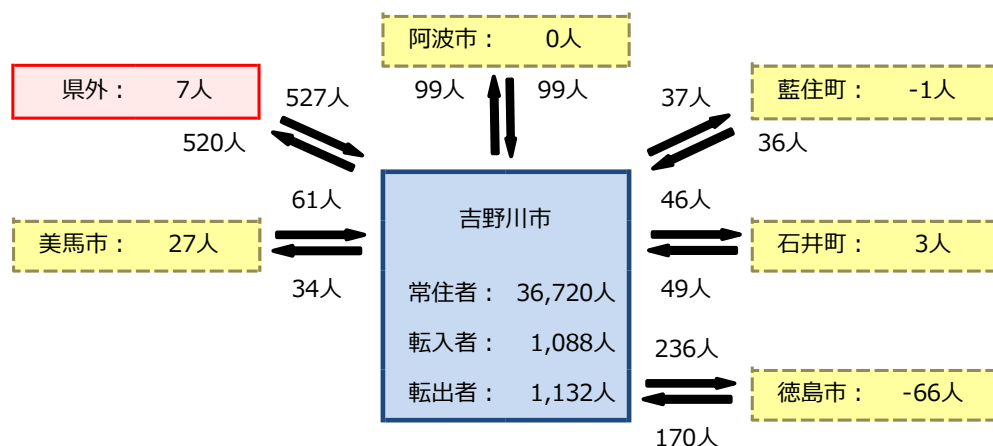 阿波市： 0人
99人 99人
県外： 7人
527人
520人
37人
藍住町： -1人
36人
61人
美馬市： 27人
34人
吉野川市
常住者： 36,720人
転入者： 1,088人
転出者： 1,132人
46人
石井町： 3人
49人
236人
徳島市： -66人
170人